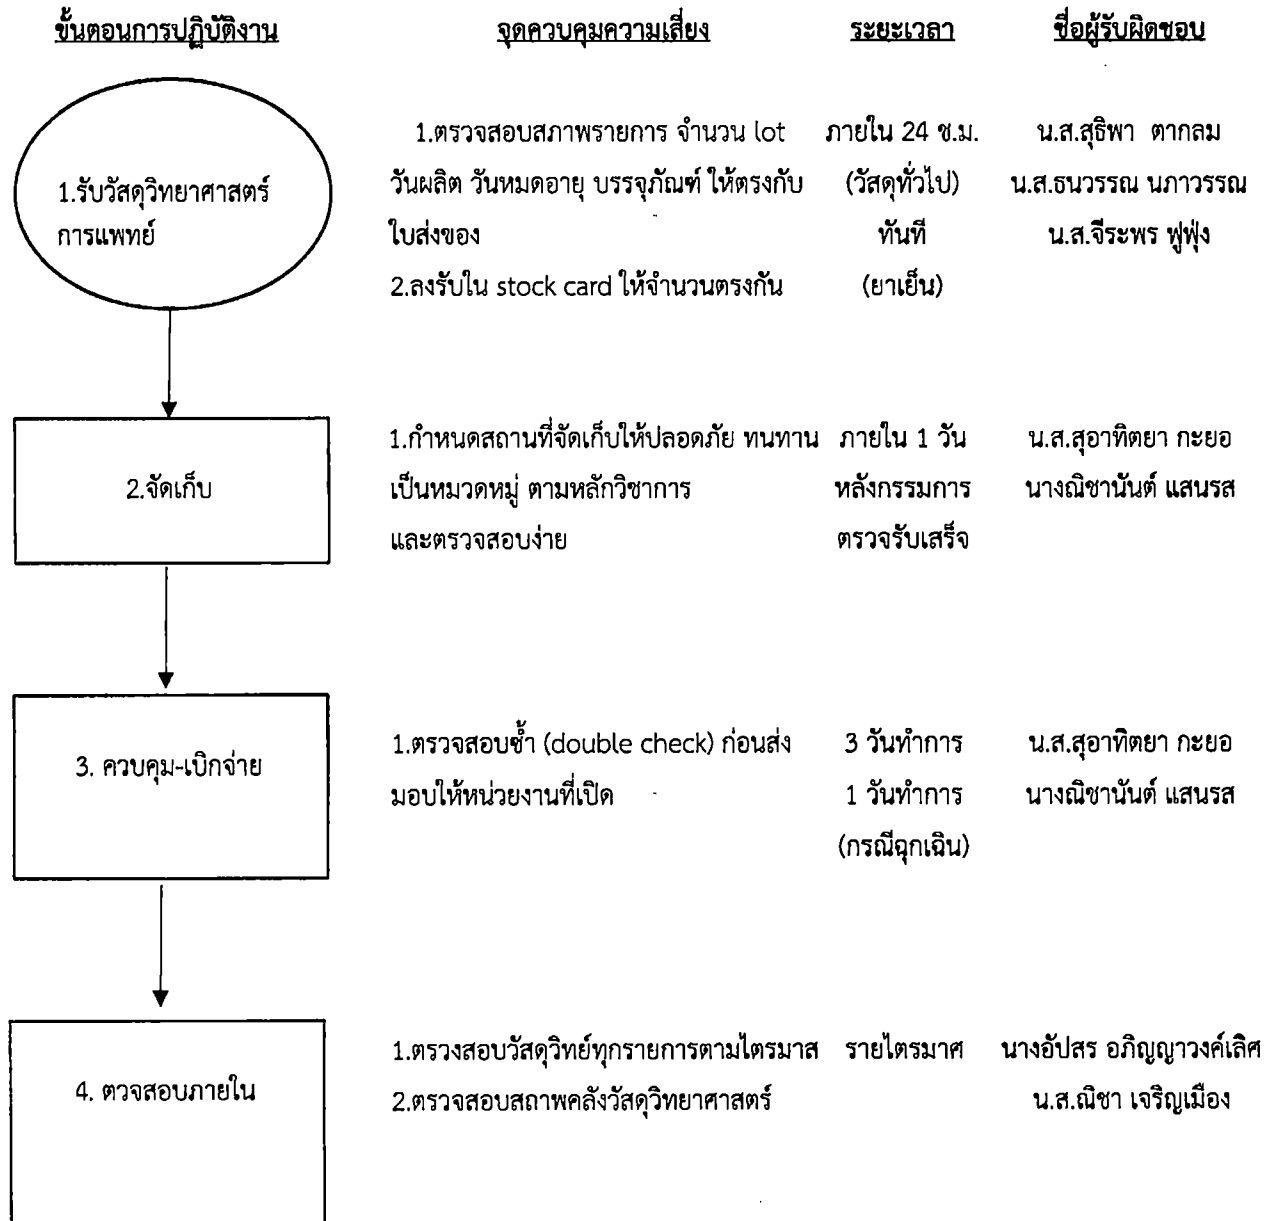 ขั้นตอนการปฏิบัติงาน จุดควบคุมความเสี่ยง ระยะเวลา ชื่อผู้รับผิดชอบ
1.รับวัสดุวิทยาศาสตร์
การแพทย์
1.ตรวจสอบสภาพรายการ จำนวน lot
วันผลิต วันหมดอายุ บรรจุภัณฑ์ ให้ตรงกับ
ใบส่งของ
2.ลงรับใน stock card ให้จำนวนตรงกัน
ภายใน 24 ช.ม.
(วัสดุทั่วไป)
ทันที
(ยาเย็น)
น.ส.สุธิพา ตากลม
น.ส.ธนวรรณ นภาวรรณ
น.ส.จีระพร ฟูฟุ่ง
2.จัดเก็บ
1.กำหนดสถานที่จัดเก็บให้ปลอดภัย ทนทาน
เป็นหมวดหมู่ ตามหลักวิชาการ
และตรวจสอบง่าย
ภายใน 1 วัน
หลังกรรมการ
ตรวจรับเสร็จ
น.ส.สุอาทิตยา กะยอ
นางณิชานันต์ แสนรส
3. ควบคุม-เบิกจ่าย
1.ตรวจสอบซ้ำ (double check) ก่อนส่ง
มอบให้หน่วยงานที่เปิด
3 วันทำการ
1 วันทำการ
(กรณีฉุกเฉิน)
น.ส.สุอาทิตยา กะยอ
นางณิชานันต์ แสนรส
4. ตวจสอบภายใน
1.ตรวงสอบวัสดุวิทย์ทุกรายการตามไตรมาส
2.ตรวจสอบสถาพคลังวัสดุวิทยาศาสตร์
รายไตรมาศ
นางอัปสร อภิญญาวงค์เลิศ
น.ส.ณิชา เจริญเมือง